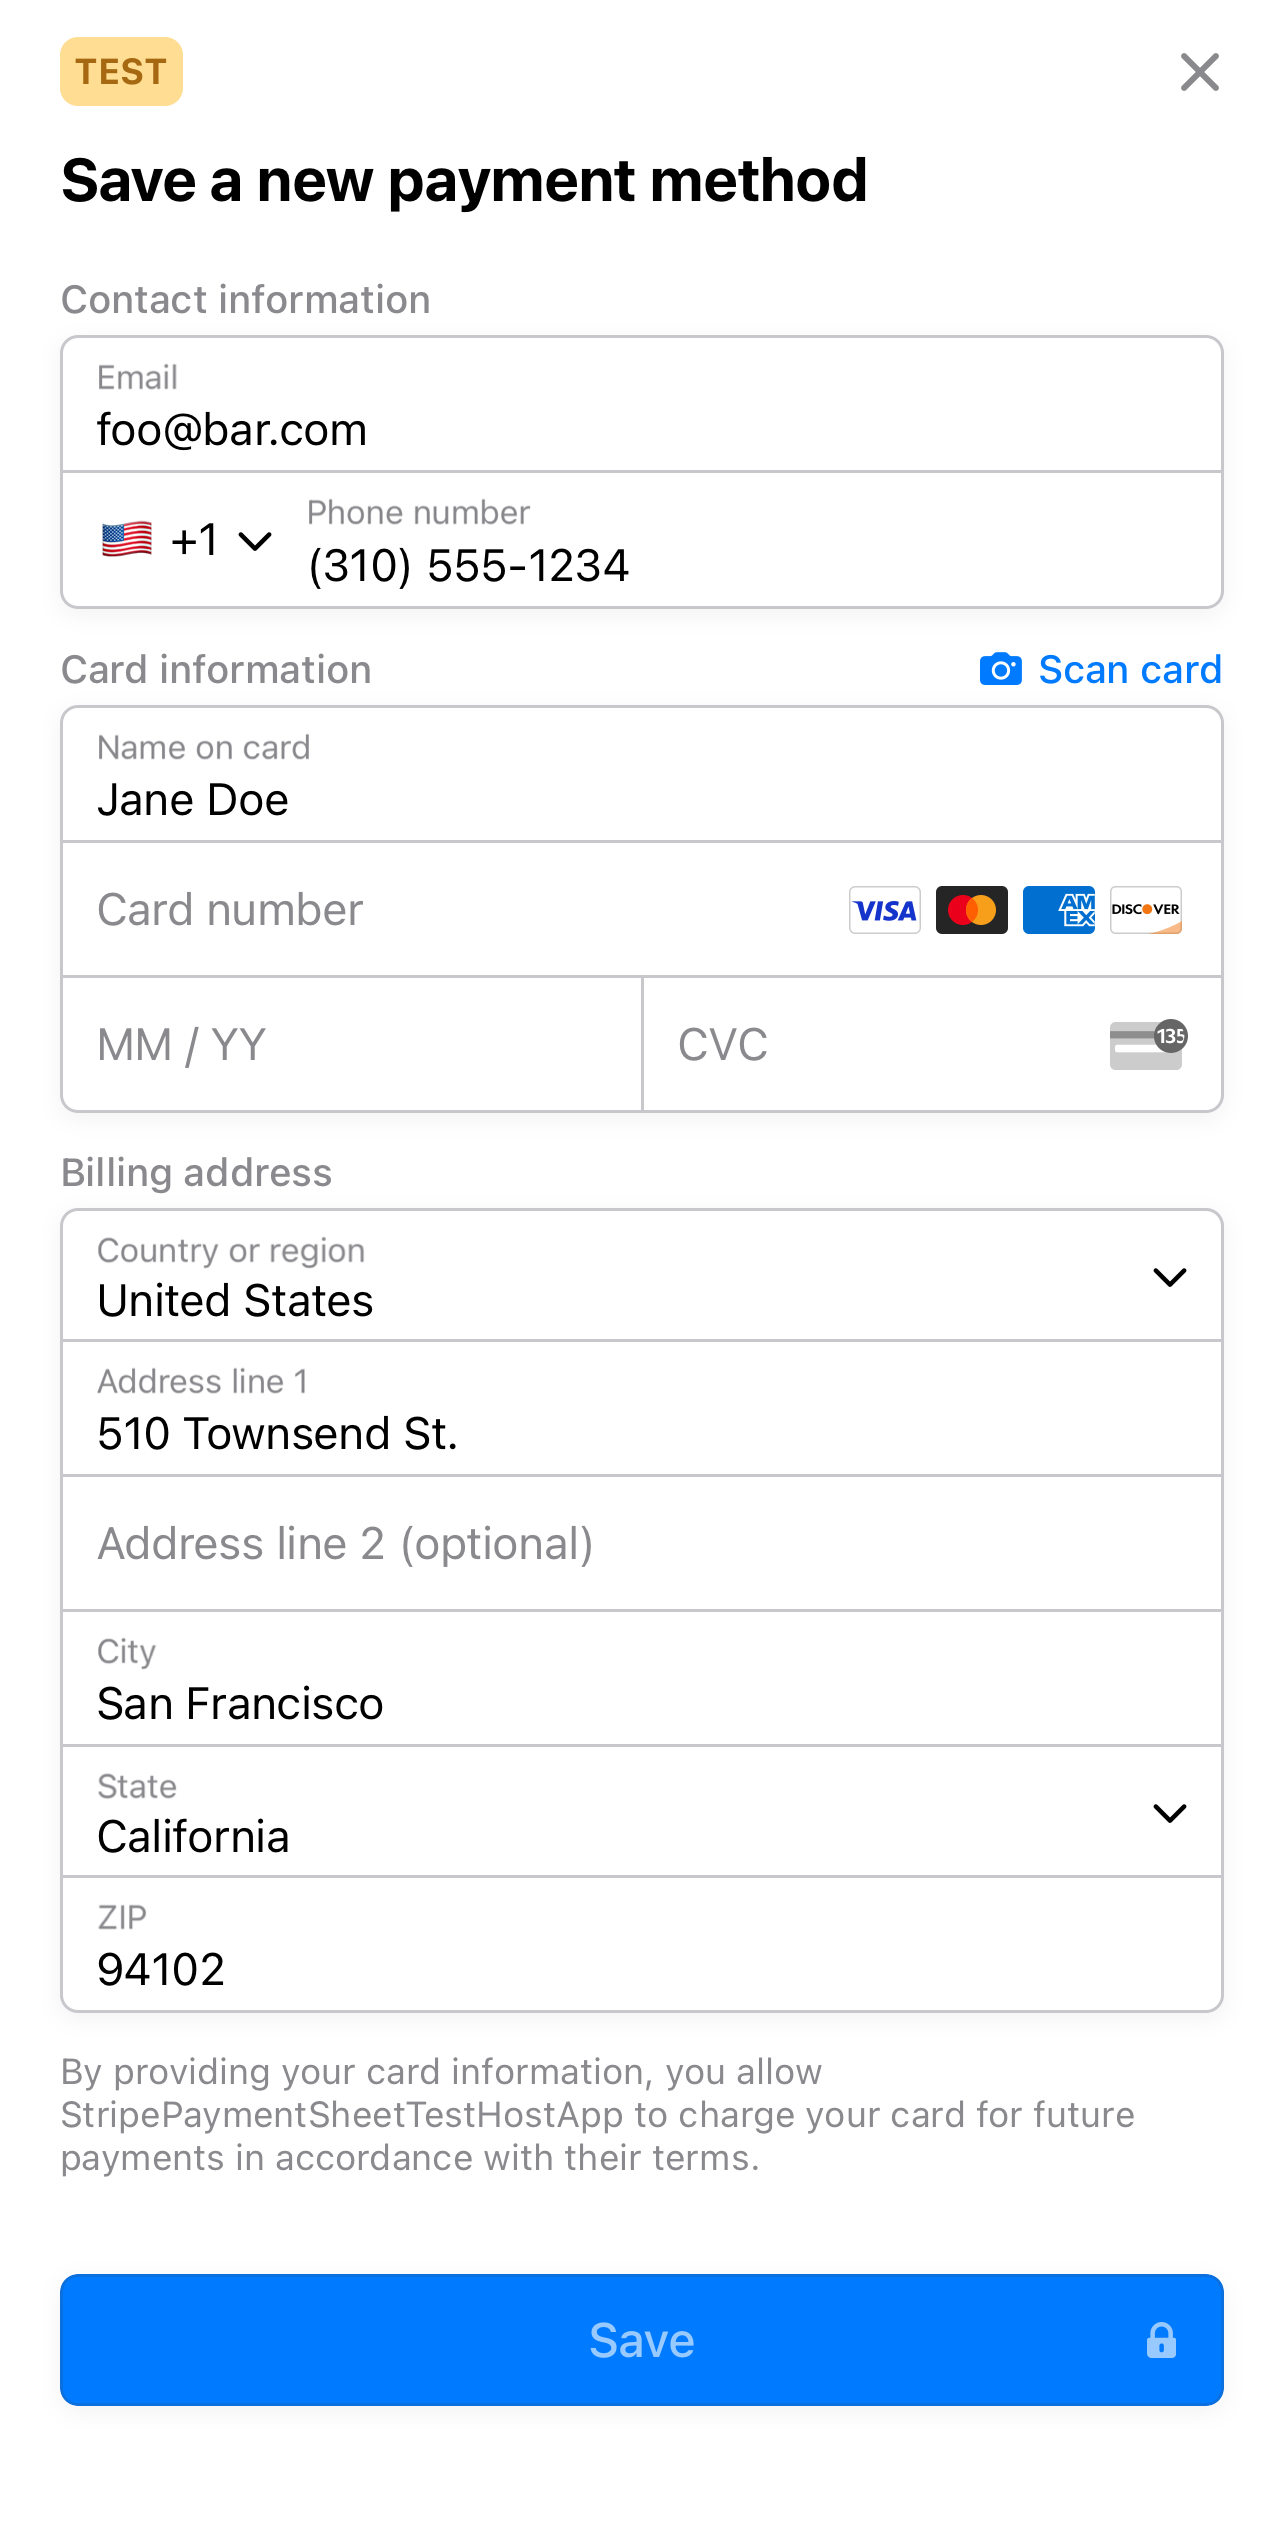 TEST
Save a new payment method
Contact information
Email
foo@bar.com
+1
Phone number
(310) 555-1234
Card information
Scan card
Name on card
Jane Doe
Card number
VISA
AM
EX
DISCOVER
MM / YY
CVC
135
Billing address
Country or region
United States
Address line 1
510 Townsend St.
Address line 2 (optional)
City
San Francisco
State
California
ZIP
94102
By providing your card information, you allow
StripePaymentSheetTestHostApp to charge your card for future
payments in accordance with their terms.
Save